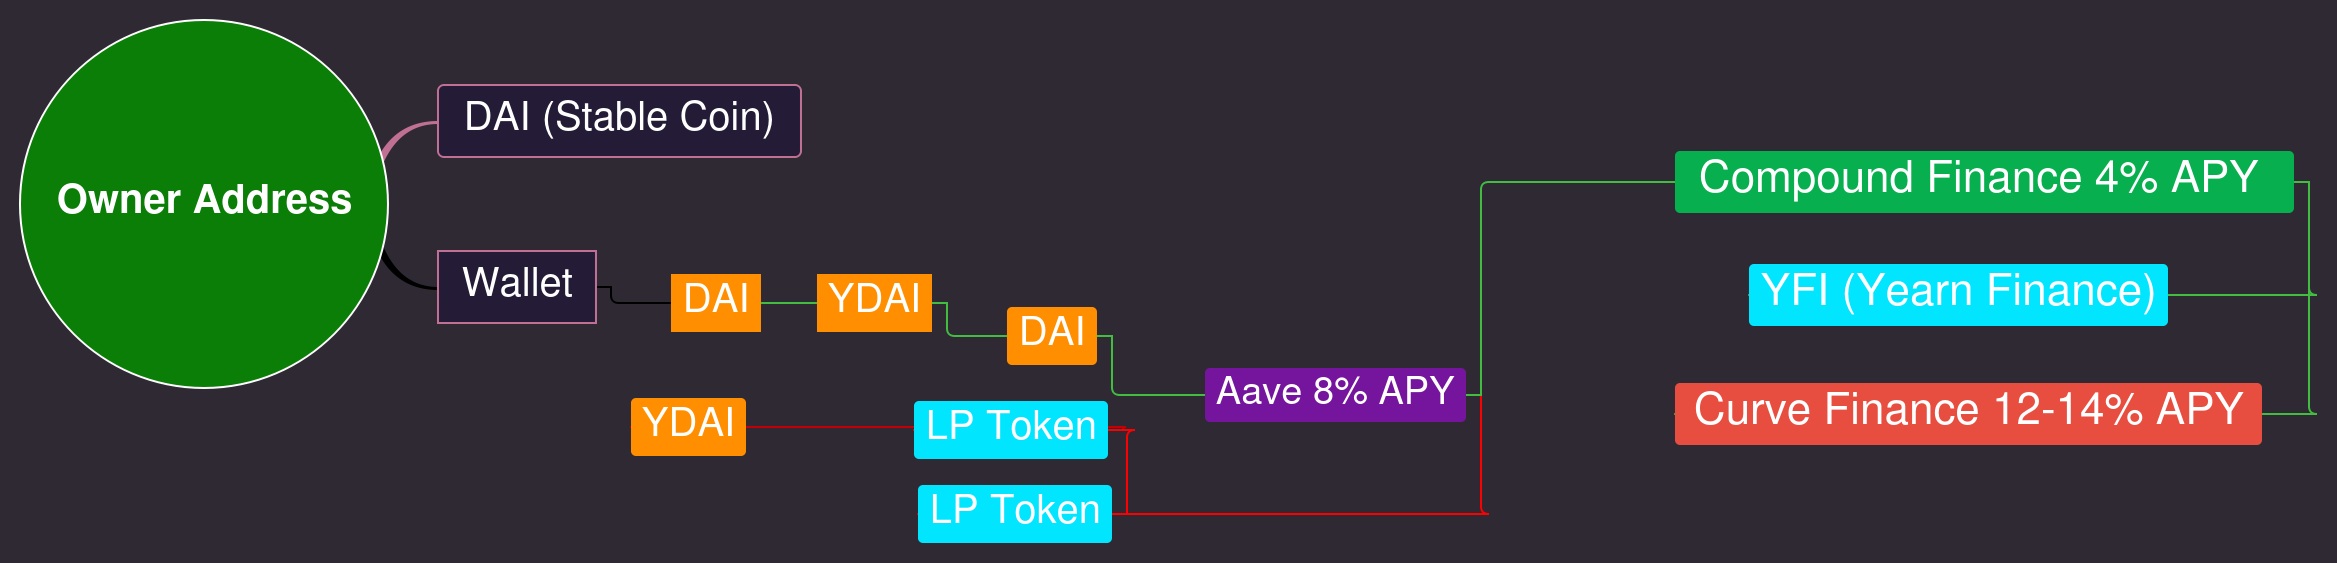 Owner Address
DAI (Stable Coin)
Wallet
DAI
YDAI
DAI
Aave 8% APY
Compound Finance 4% APY
YFI (Yearn Finance)
Curve Finance 12-14% APY
YDAI
LP Token
LP Token